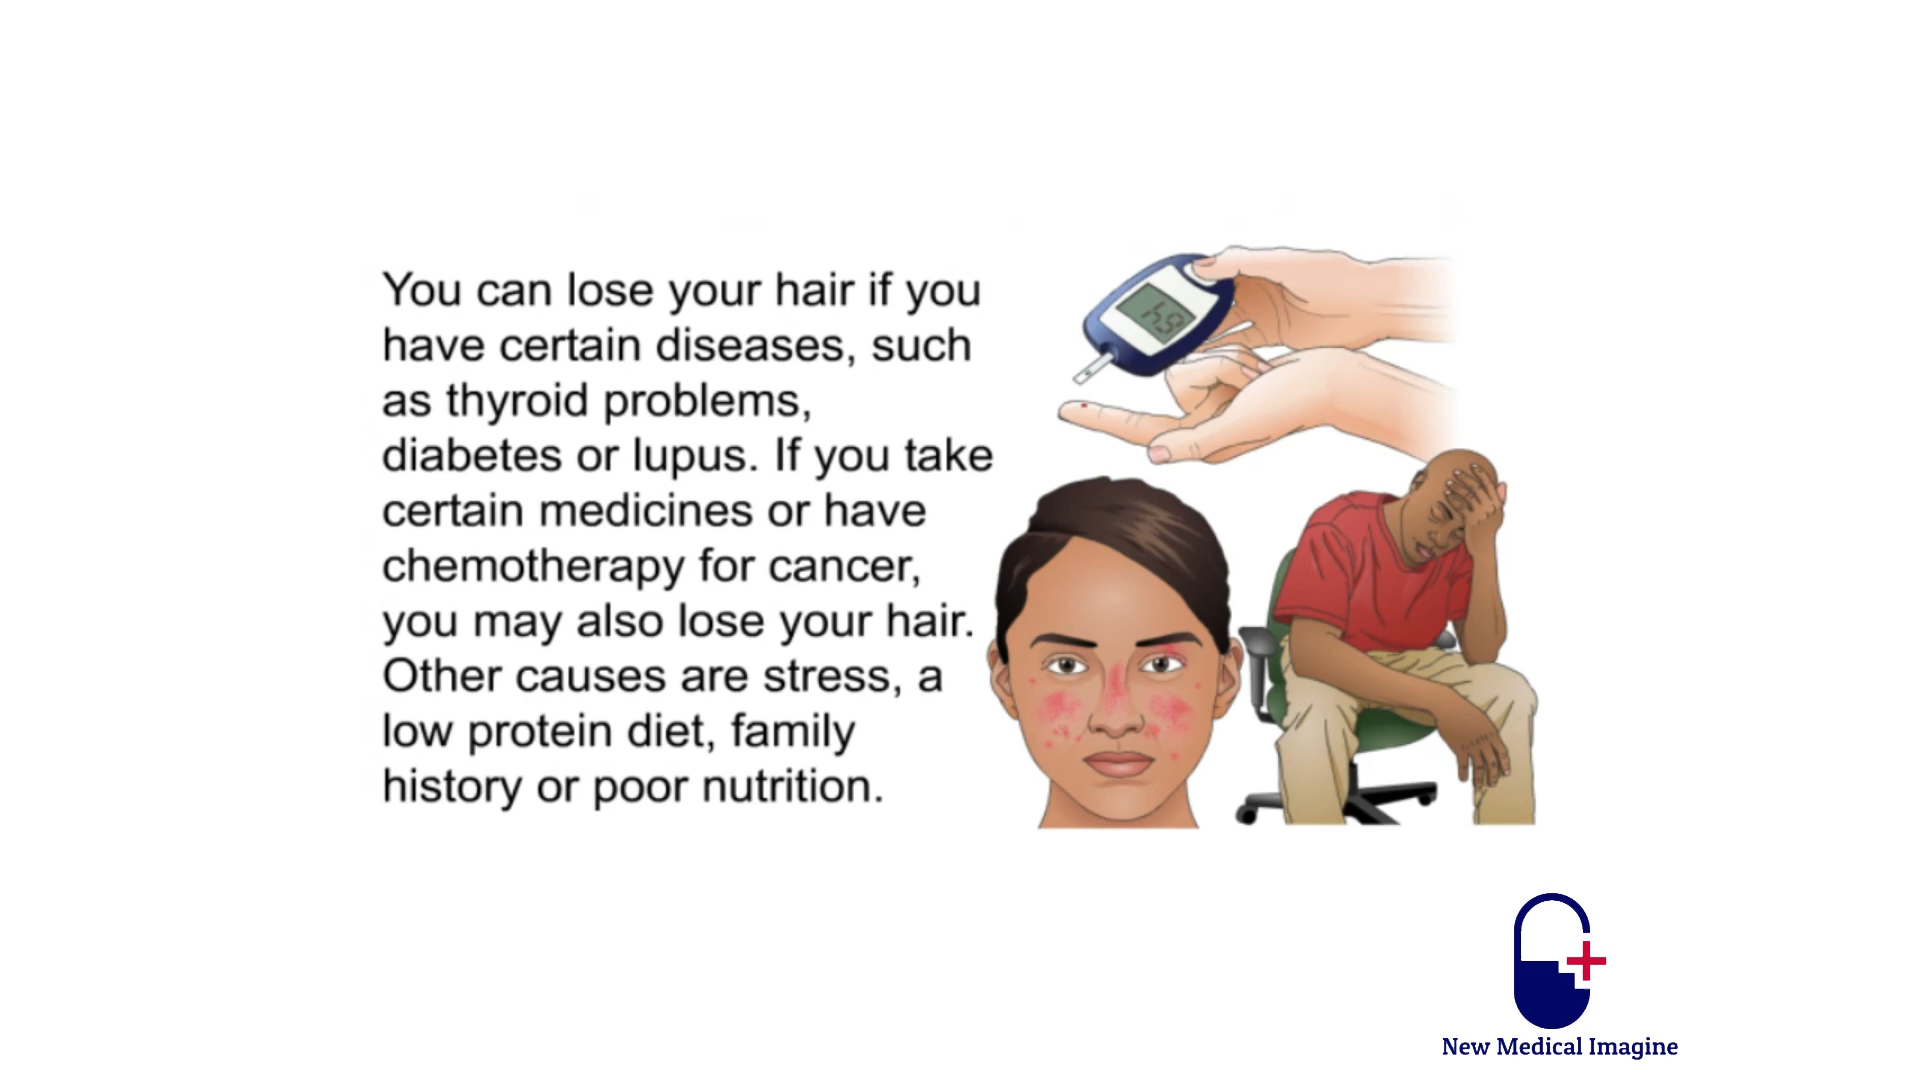 You can lose your hair if you
have certain diseases, such
as thyroid problems,
diabetes or lupus. If you take
certain medicines or have
chemotherapy for cancer,
you may also lose your hair.
Other causes are stress, a
low protein diet, family
history or poor nutrition.
New Medical Imagine